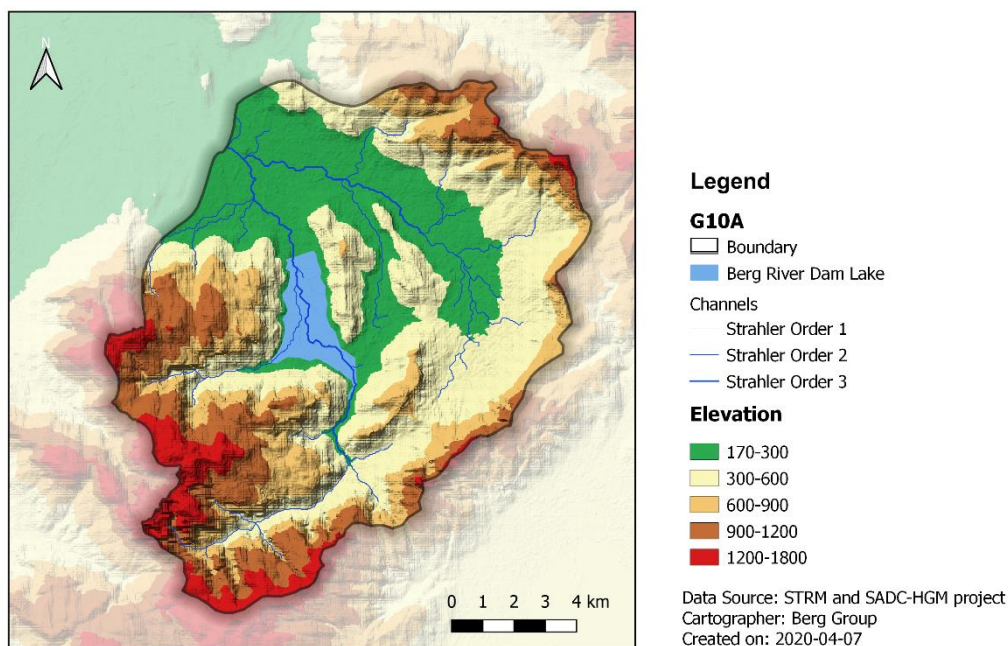 N
Legend
G10A
Boundary
Berg River Dam Lake
Channels
Strahler Order 1
Strahler Order 2
Strahler Order 3
Elevation
170-300
300-600
600-900
900-1200
1200-1800
0 1 2 3 4 km
Data Source: STRM and SADC-HGM project
Cartographer: Berg Group
Created on: 2020-04-07